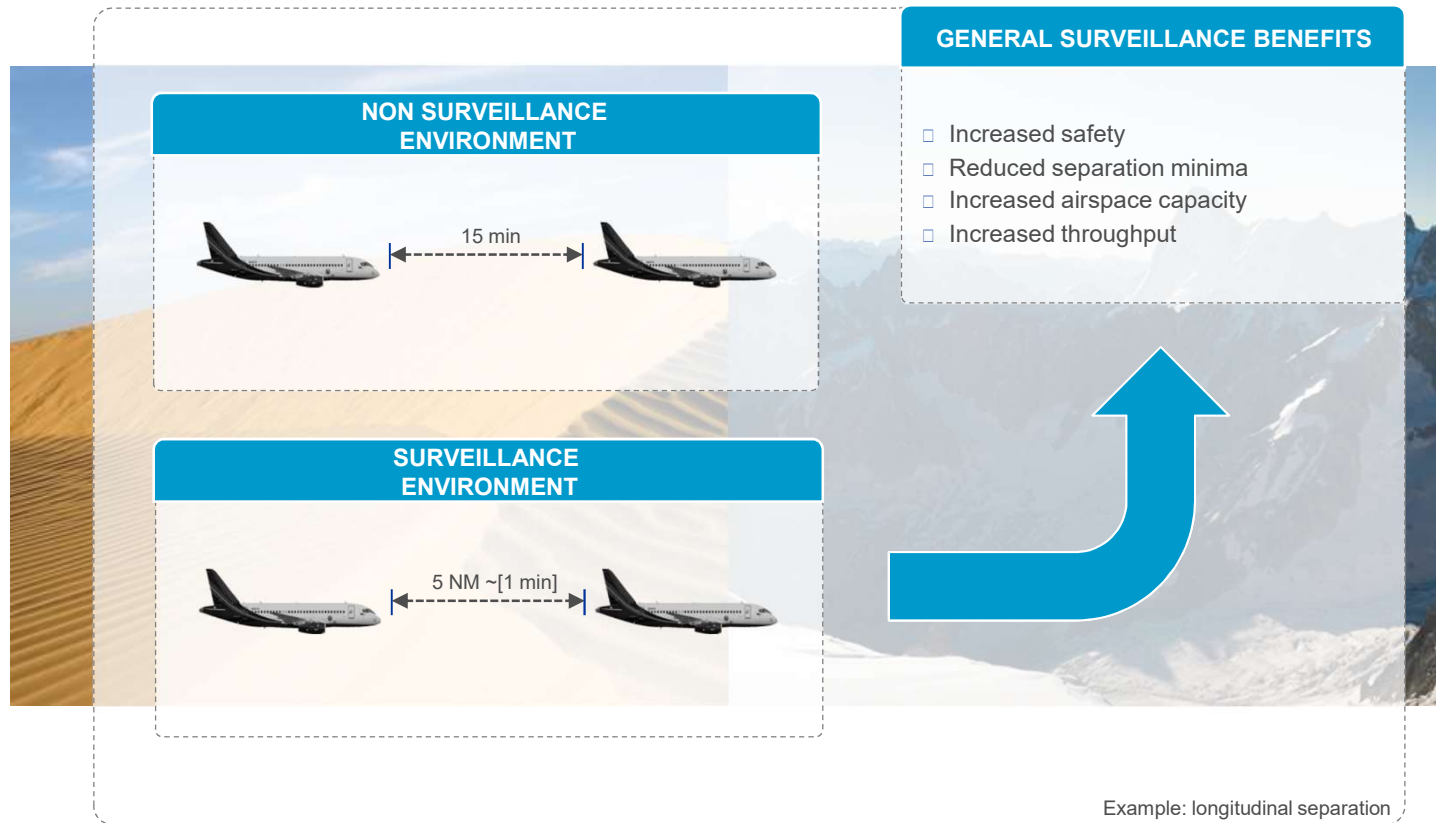 GENERAL SURVEILLANCE BENEFITS
NON SURVEILLANCE
ENVIRONMENT
Increased safety
Reduced separation minima
Increased airspace capacity
Increased throughput
15 min
SURVEILLANCE
ENVIRONMENT
5 NM ~[1 min]
Example: longitudinal separation